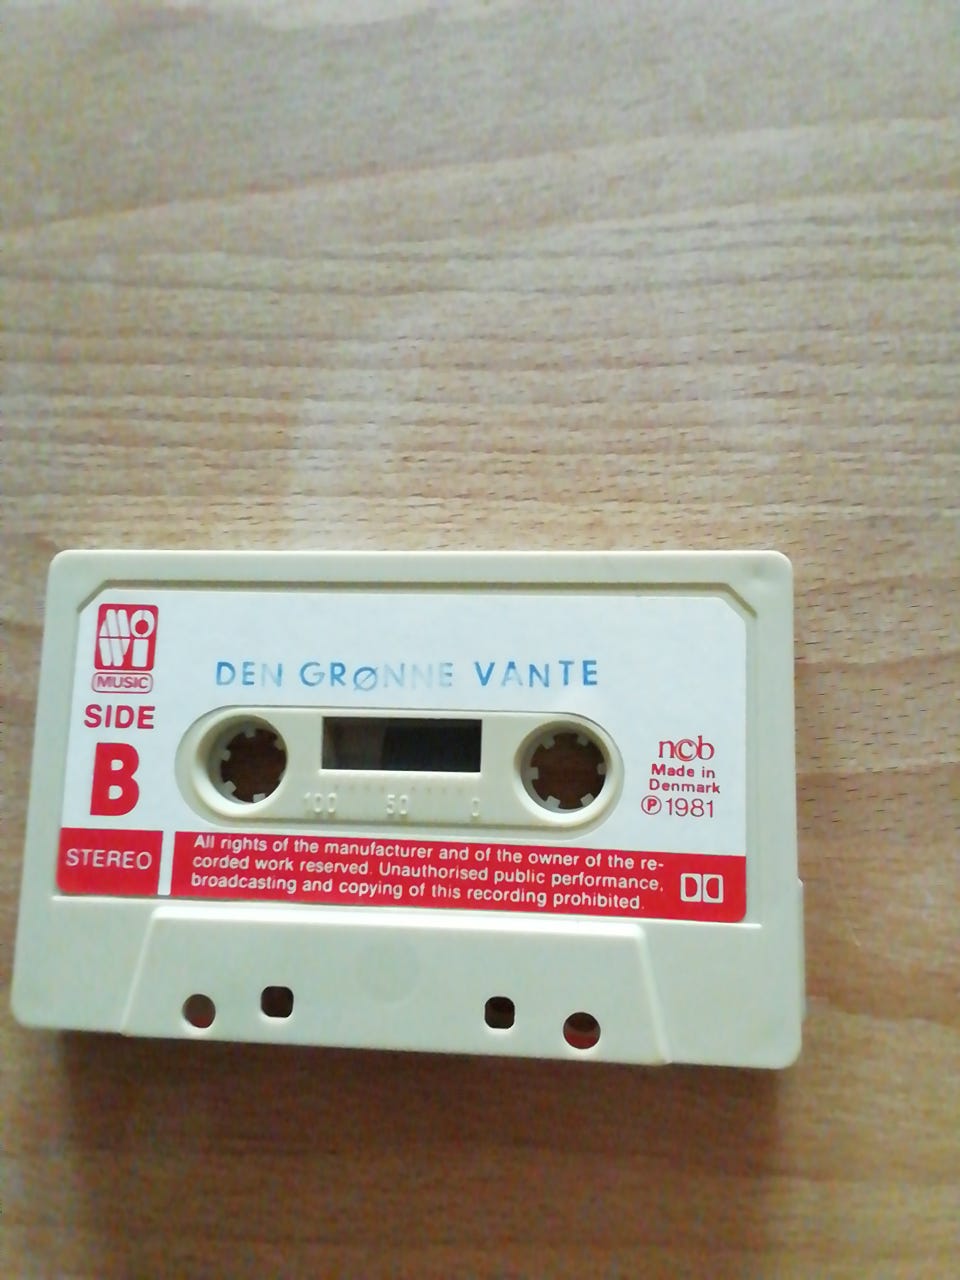 MOWI
MUSIC
SIDE
B
STEREO
DEN GRØNNE VANTE
100 50 0
ncb
Made in
Denmark
℗ 1981
All rights of the manufacturer and of the owner of the re-
corded work reserved. Unauthorised public performance,
broadcasting and copying of this recording prohibited.